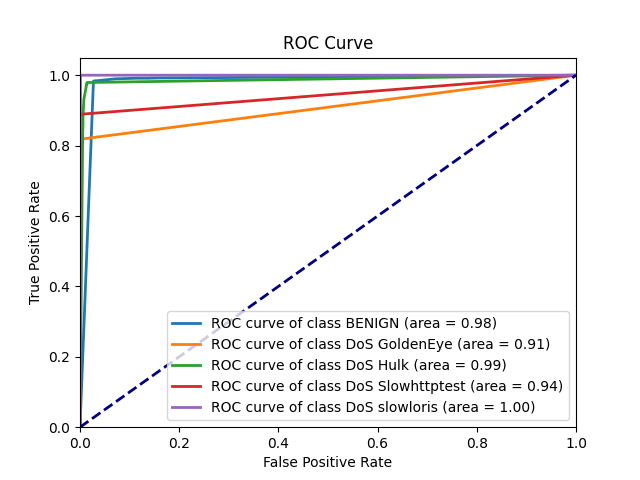 ROC Curve
1.0
0.8
0.6
0.4
0.2
0.0
True Positive Rate
ROC curve of class BENIGN (area = 0.98)
ROC curve of class DoS GoldenEye (area = 0.91)
ROC curve of class DoS Hulk (area = 0.99)
ROC curve of class DoS Slowhttptest (area = 0.94)
ROC curve of class DoS slowloris (area = 1.00)
0.0 0.2 0.4 0.6 0.8 1.0
False Positive Rate